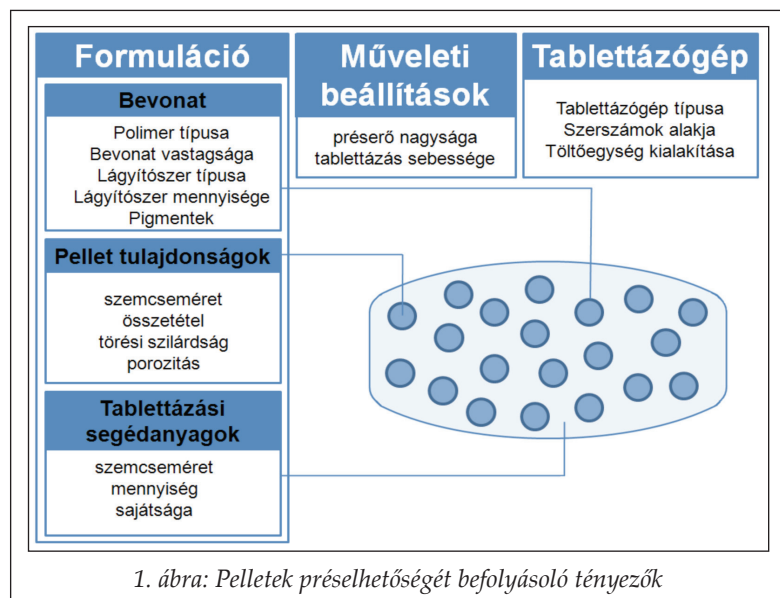 Formuláció
Bevonat
Polimer típusa
Bevonat vastagsága
Lágyítószer típusa
Lágyítószer mennyisége
Pigmentek
Pellet tulajdonságok
szemcseméret
összetétel
törési szilárdság
porozitás
Tablettázási
segédanyagok
szemcseméret
mennyiség
sajátsága
Műveleti
beállítások
préserő nagysága
tablettázás sebessége
Tablettázógép
Tablettázógép típusa
Szerszámok alakja
Töltőegység kialakítása
1. ábra: Pelletek préselhetőségét befolyásoló tényezők